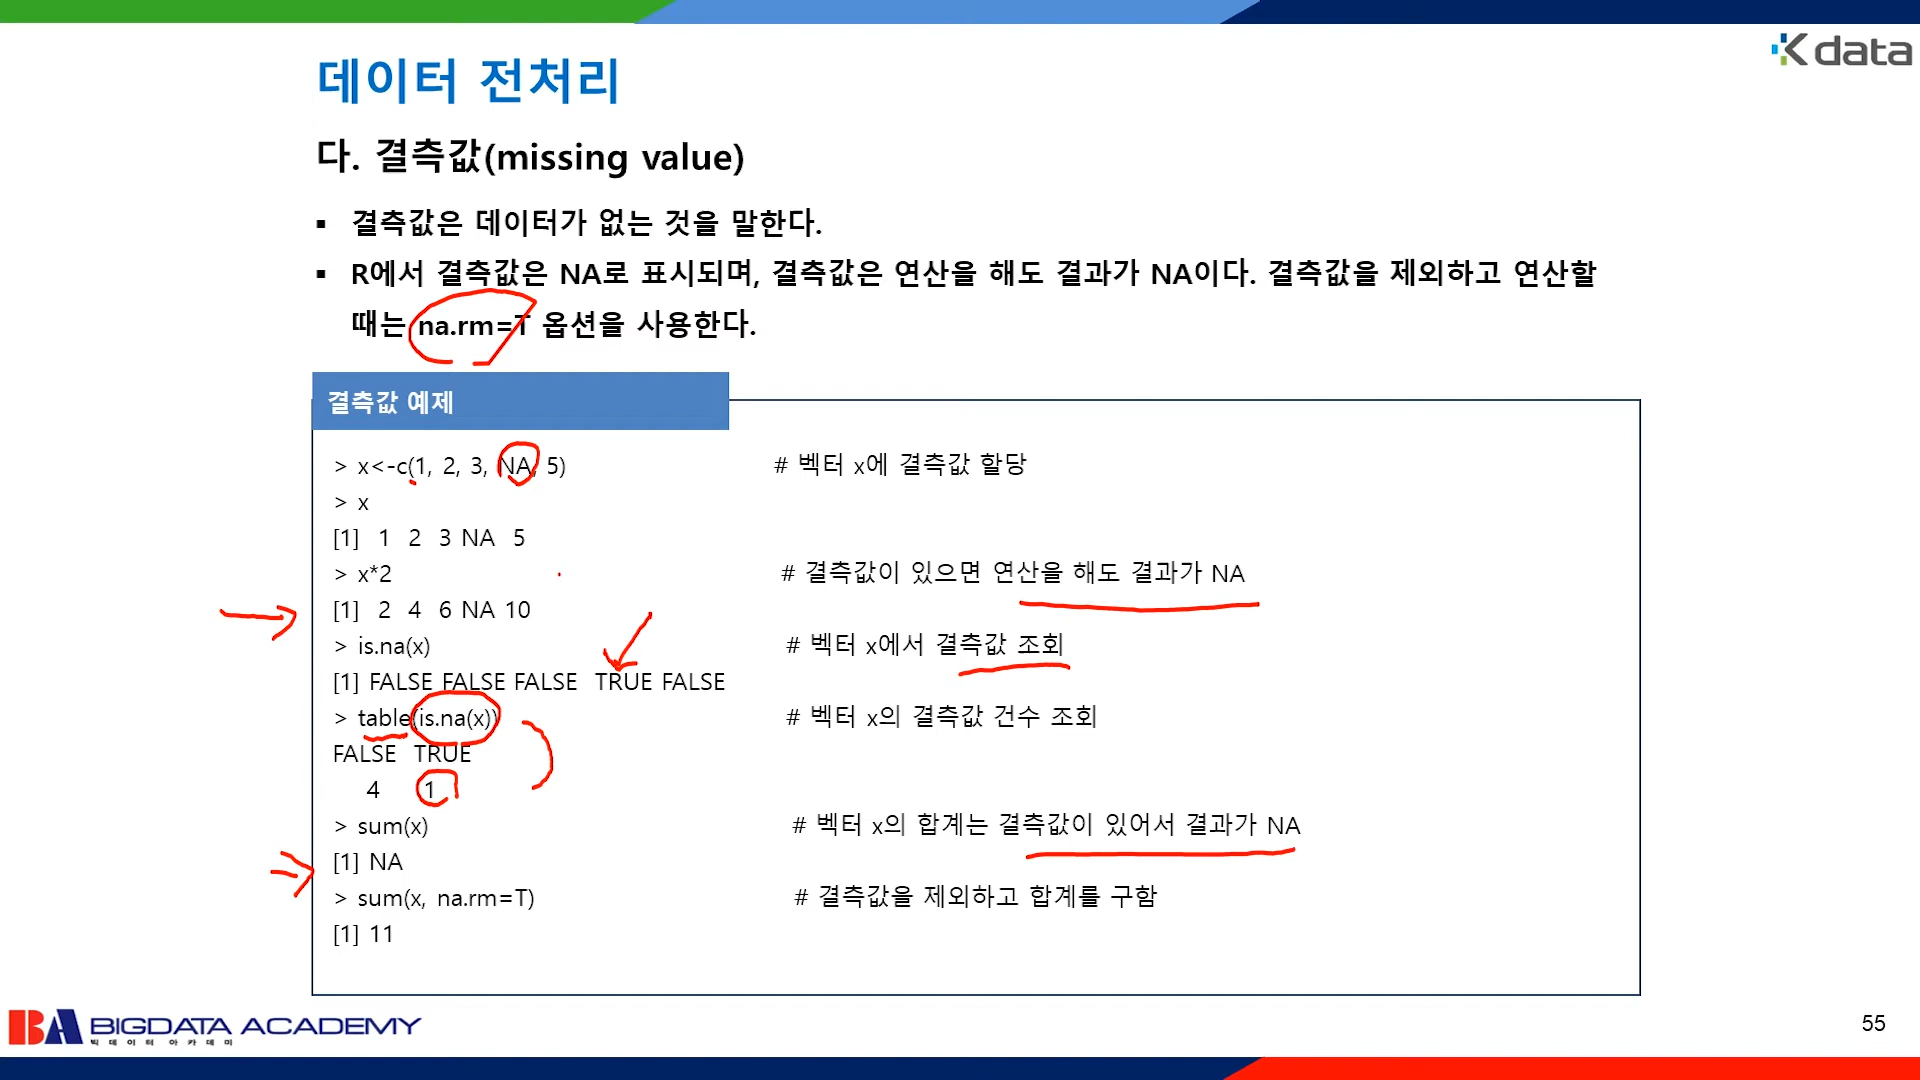 K data
데이터 전처리
다. 결측값(missing value)
▪ 결측값은 데이터가 없는 것을 말한다.
▪ R에서 결측값은 NA로 표시되며, 결측값은 연산을 해도 결과가 NA이다. 결측값을 제외하고 연산할
때는 na.rm=T 옵션을 사용한다.
결측값 예제
> x<-c(1, 2, 3, NA, 5) # 벡터 x에 결측값 할당
> x
[1] 1 2 3 NA 5
> x*2 # 결측값이 있으면 연산을 해도 결과가 NA
[1] 2 4 6 NA 10
> is.na(x) # 벡터 x에서 결측값 조회
[1] FALSE FALSE FALSE TRUE FALSE
> table(is.na(x)) # 벡터 x의 결측값 건수 조회
FALSE TRUE
4 1
> sum(x) # 벡터 x의 합계는 결측값이 있어서 결과가 NA
[1] NA
> sum(x, na.rm=T) # 결측값을 제외하고 합계를 구함
[1] 11
BA BIGDATA ACADEMY
빅데이터아카데미
55